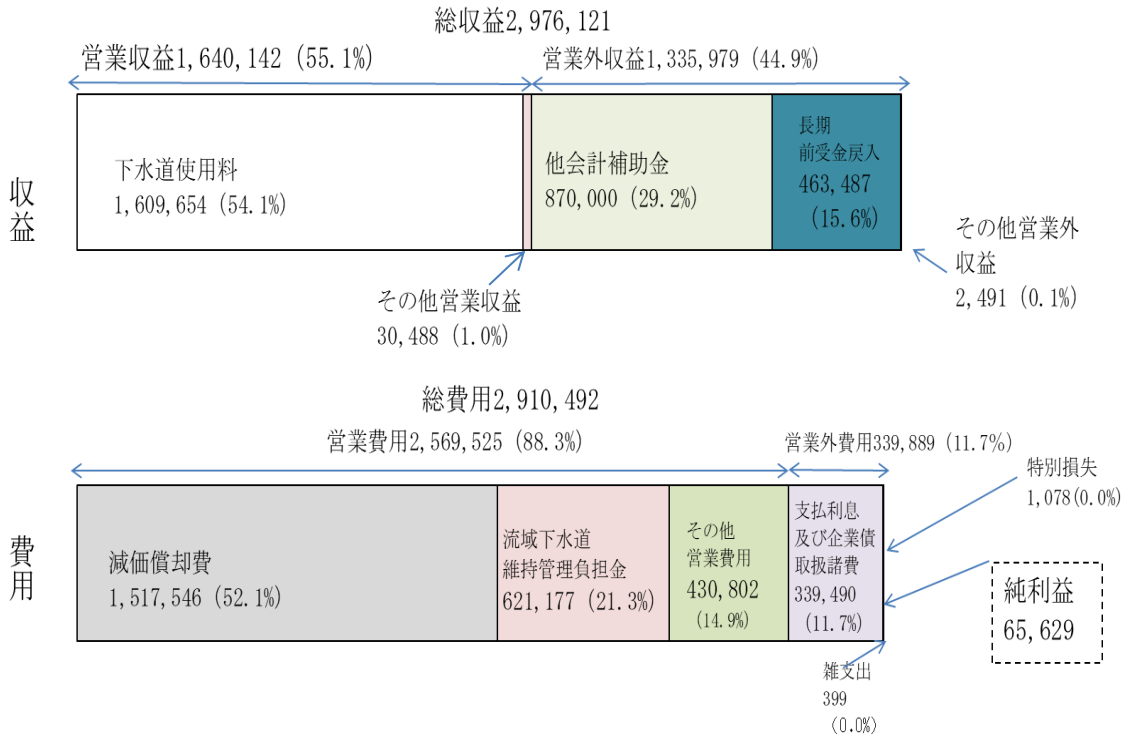 総収益2,976,121
営業収益1,640,142 (55.1%)
営業外収益1,335,979 (44.9%)
収益
下水道使用料
1,609,654 (54.1%)
他会計補助金
870,000 (29.2%)
長期
前受金戻入
463,487
(15.6%)
その他営業外
収益
2,491 (0.1%)
その他営業収益
30,488 (1.0%)
総費用2,910,492
営業費用2,569,525 (88.3%)
営業外費用339,889 (11.7%)
特別損失
1,078(0.0%)
費用
減価償却費
1,517,546 (52.1%)
流域下水道
維持管理負担金
621,177 (21.3%)
その他
営業費用
430,802
(14.9%)
支払利息
及び企業債
取扱諸費
339,490
(11.7%)
純利益
65,629
雑支出
399
(0.0%)